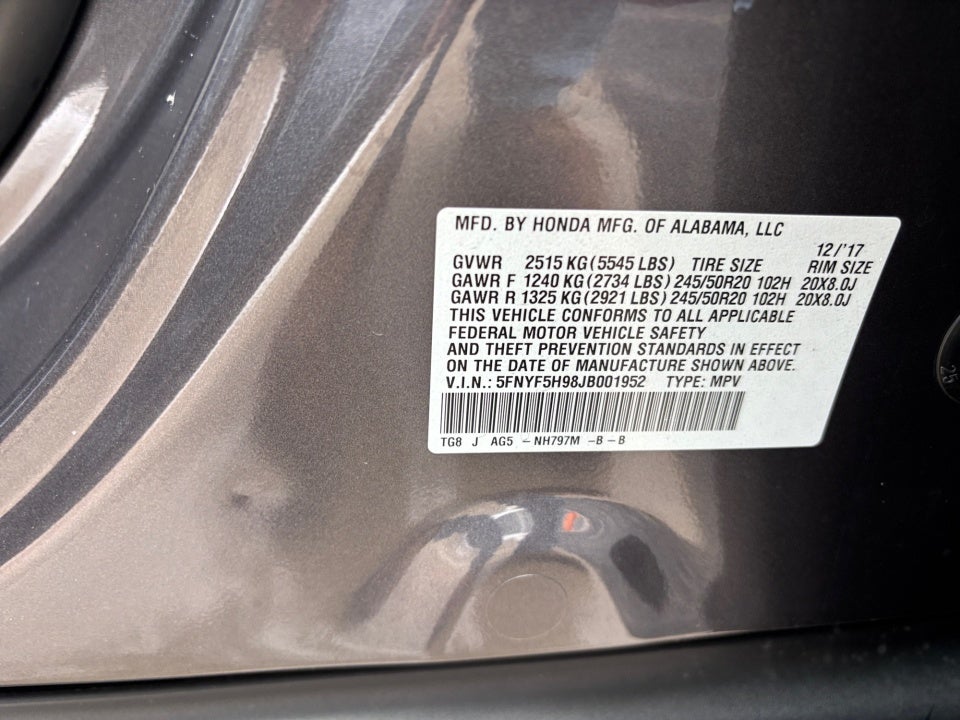 MFD. BY HONDA MFG. OF ALABAMA, LLC
12/'17
GVWR 2515 KG (5545 LBS) TIRE SIZE RIM SIZE
GAWR F 1240 KG (2734 LBS) 245/50R20 102H 20X8.0J
GAWR R 1325 KG (2921 LBS) 245/50R20 102H 20X8.0J
THIS VEHICLE CONFORMS TO ALL APPLICABLE
FEDERAL MOTOR VEHICLE SAFETY
AND THEFT PREVENTION STANDARDS IN EFFECT
ON THE DATE OF MANUFACTURE SHOWN ABOVE.
V.I.N.: 5FNYF5H98JB001952 TYPE: MPV
TG8 J AG5 – NH797M –B – B
25